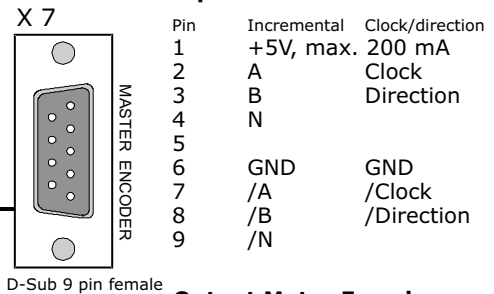 X 7
MASTER ENCODER
D-Sub 9 pin female
Pin Incremental Clock/direction
1 +5V, max. 200 mA
2 A Clock
3 B Direction
4 N
5
6 GND GND
7 /A /Clock
8 /B /Direction
9 /N